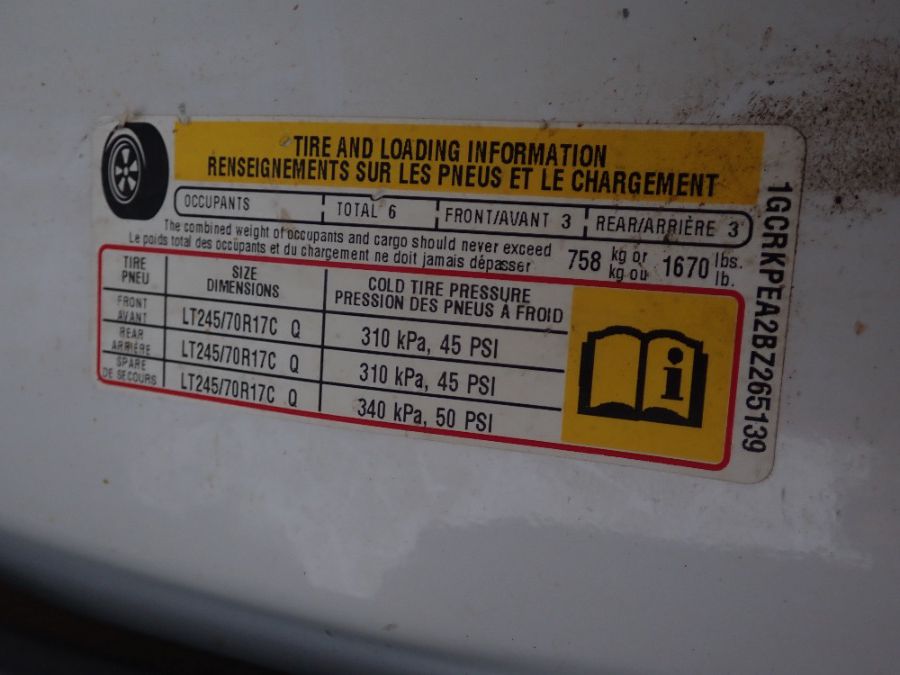 TIRE AND LOADING INFORMATION
RENSEIGNEMENTS SUR LES PNEUS ET LE CHARGEMENT
OCCUPANTS TOTAL 6 FRONT/AVANT 3 REAR/ARRIÈRE 3
The combined weight of occupants and cargo should never exceed 758 kg or 1670 lbs.
Le poids total des occupants et du chargement ne doit jamais dépasser kg ou lb.
TIRE SIZE COLD TIRE PRESSURE
PNEU DIMENSIONS PRESSION DES PNEUS A FROID
FRONT
AVANT LT245/70R17C Q 310 kPa, 45 PSI
REAR
ARRIÈRE LT245/70R17C Q 310 kPa, 45 PSI
SPARE
DE SECOURS LT245/70R17C Q 340 kPa, 50 PSI
i
1GCRKPEA2BZ265139